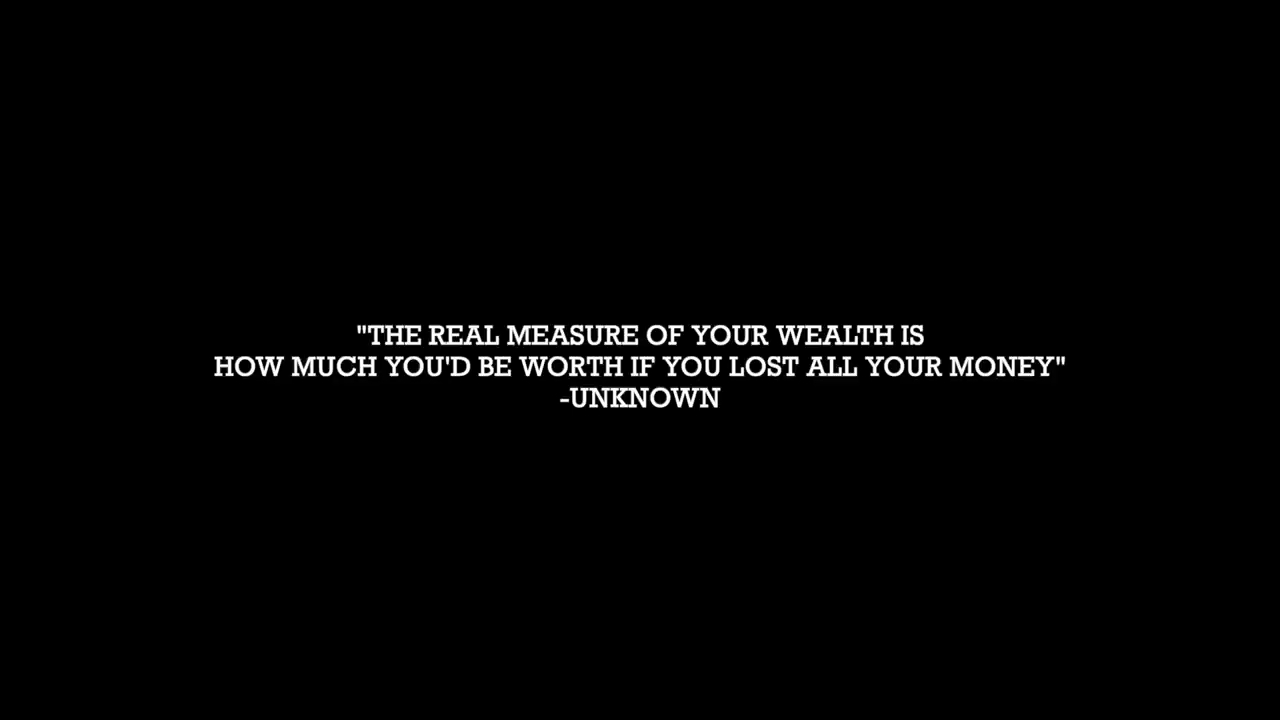 "THE REAL MEASURE OF YOUR WEALTH IS
HOW MUCH YOU'D BE WORTH IF YOU LOST ALL YOUR MONEY"
-UNKNOWN